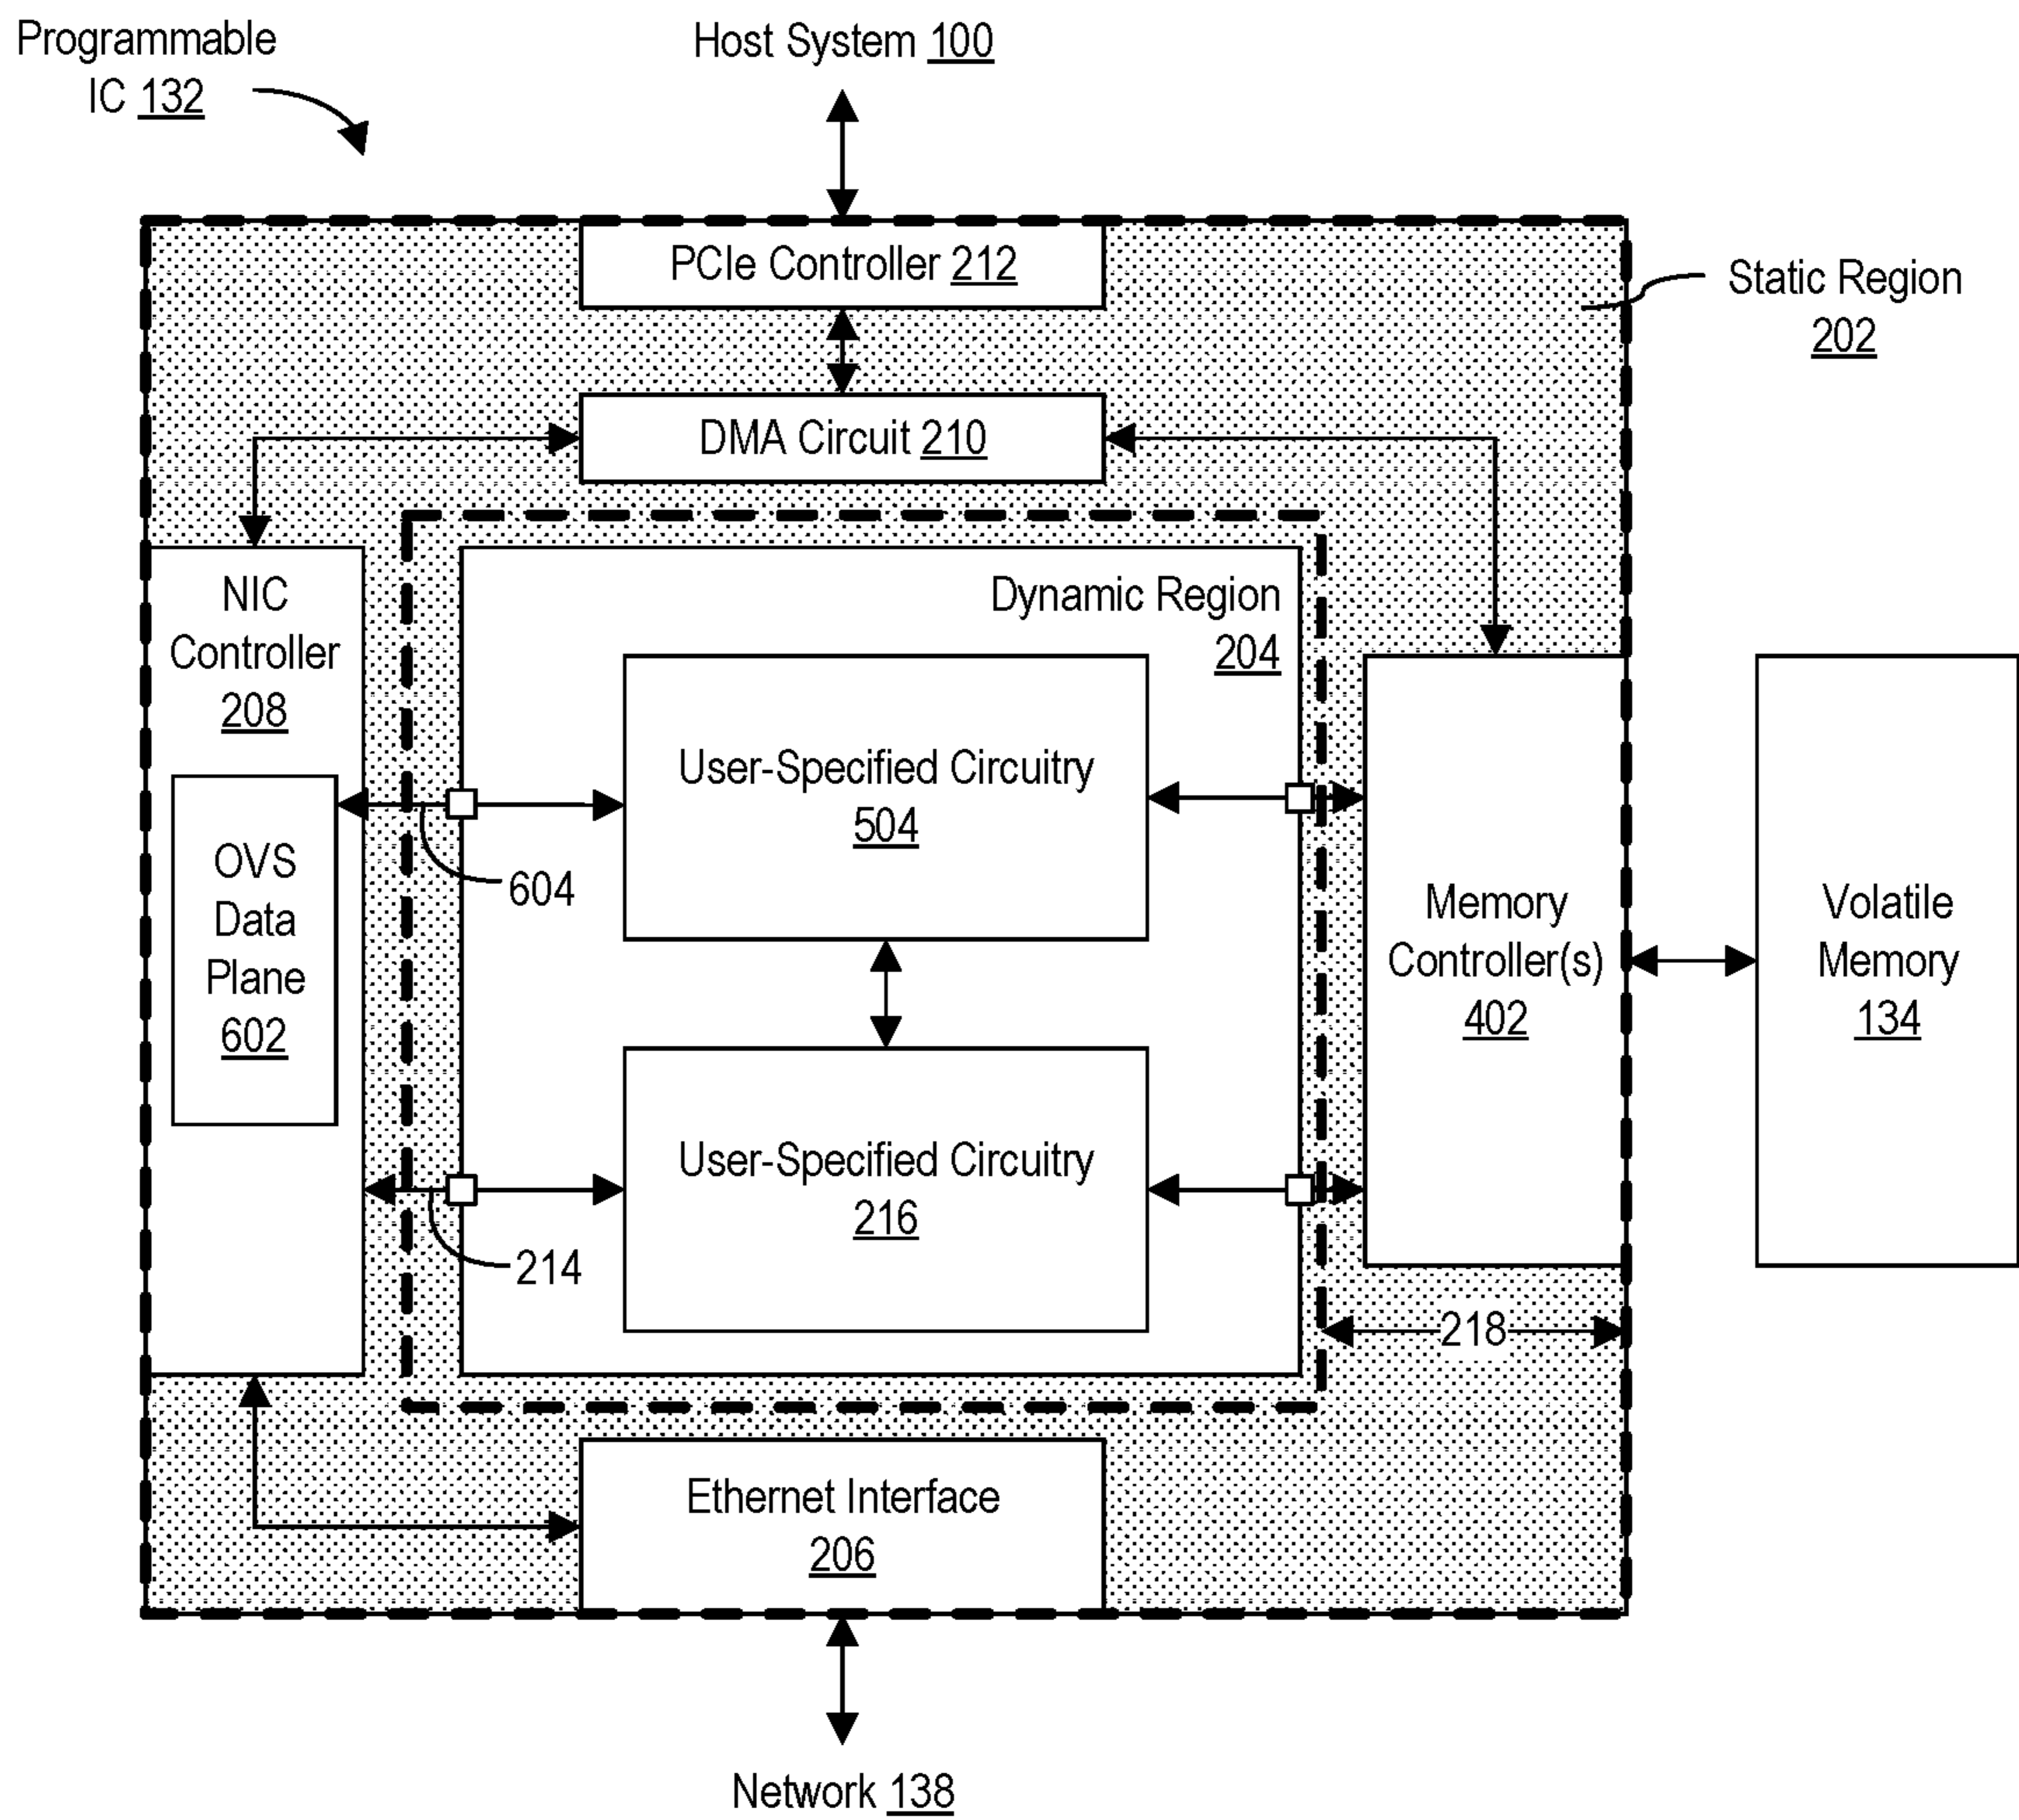 Programmable
IC 132
Host System 100
PCIe Controller 212
Static Region
202
DMA Circuit 210
NIC
Controller
208
Dynamic Region
204
User-Specified Circuitry
504
OVS
Data
Plane
602
604
Memory
Controller(s)
402
Volatile
Memory
134
User-Specified Circuitry
216
214
218
Ethernet Interface
206
Network 138